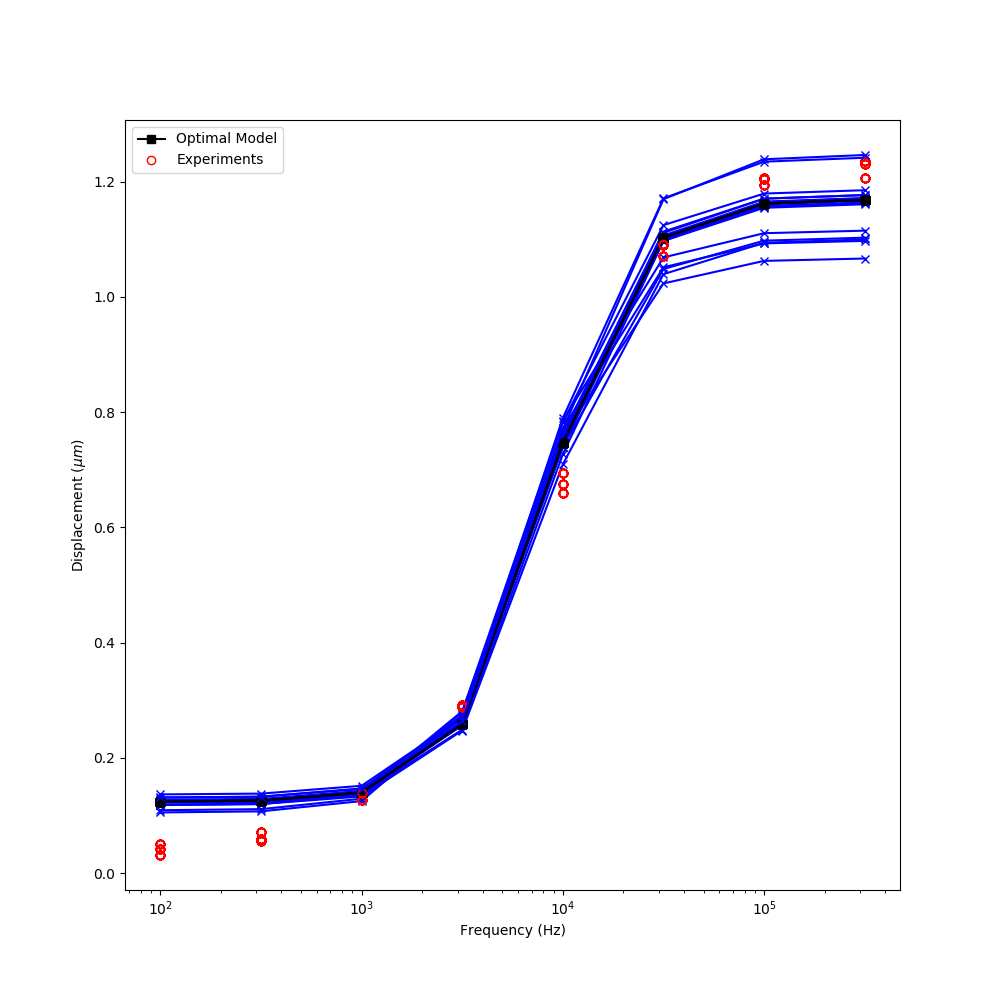 Optimal Model
Experiments
1.2
1.0
0.8
0.6
0.4
0.2
0.0
Displacement (μm)
10²
10³
10⁴
10⁵
Frequency (Hz)